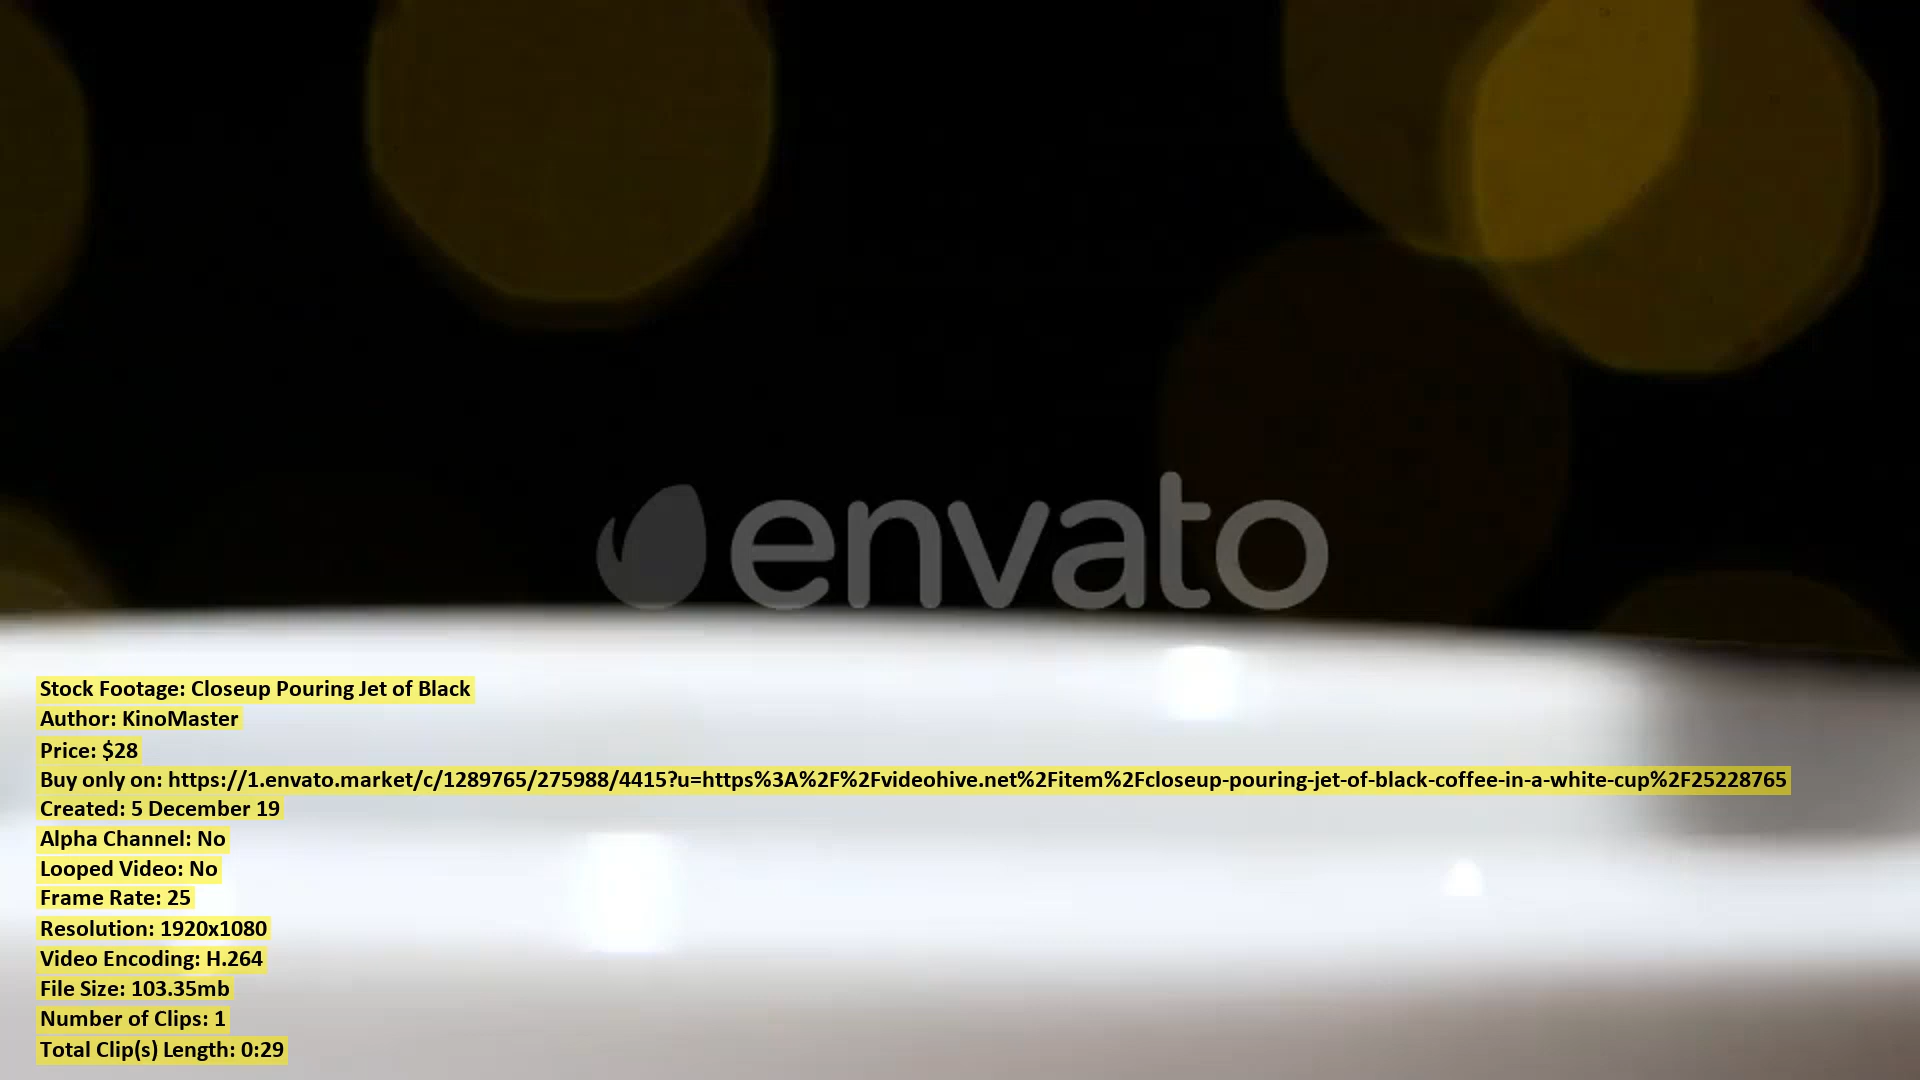 envato
Stock Footage: Closeup Pouring Jet of Black
Author: KinoMaster
Price: $28
Buy only on: https://1.envato.market/c/1289765/275988/4415?u=https%3A%2F%2Fvideohive.net%2Fitem%2Fcloseup-pouring-jet-of-black-coffee-in-a-white-cup%2F25228765
Created: 5 December 19
Alpha Channel: No
Looped Video: No
Frame Rate: 25
Resolution: 1920x1080
Video Encoding: H.264
File Size: 103.35mb
Number of Clips: 1
Total Clip(s) Length: 0:29